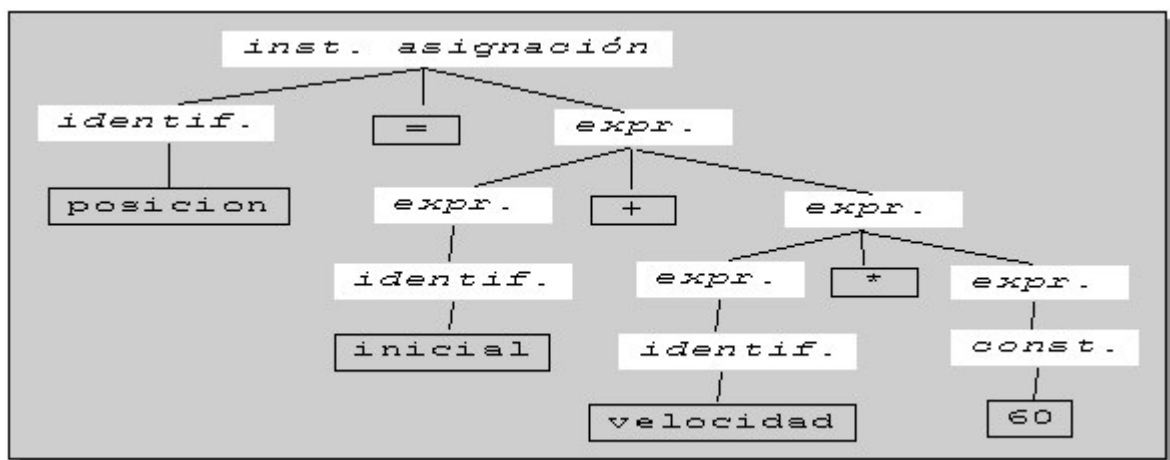 inst. asignación
identif. = expr.
posicion expr. + expr.
identif. expr. * expr.
inicial identif. const.
velocidad 60